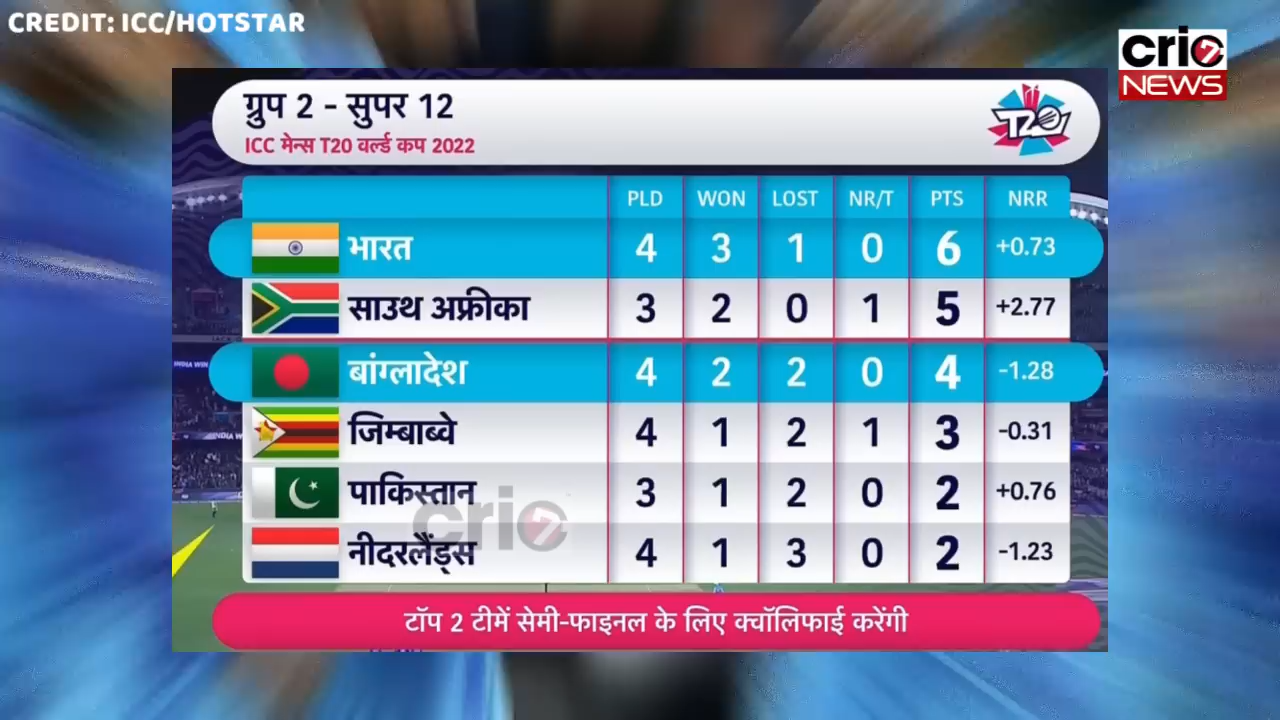 CREDIT: ICC/HOTSTAR
cric7
NEWS
ग्रुप 2 - सुपर 12
ICC मेन्स T20 वर्ल्ड कप 2022
T20
PLD WON LOST NR/T PTS NRR
भारत 4 3 1 0 6 +0.73
साउथ अफ्रीका 3 2 0 1 5 +2.77
बांग्लादेश 4 2 2 0 4 -1.28
जिम्बाब्वे 4 1 2 1 3 -0.31
पाकिस्तान 3 1 2 0 2 +0.76
cric7
नीदरलैंड्स 4 1 3 0 2 -1.23
टॉप 2 टीमें सेमी-फाइनल के लिए क्वॉलिफाई करेंगी